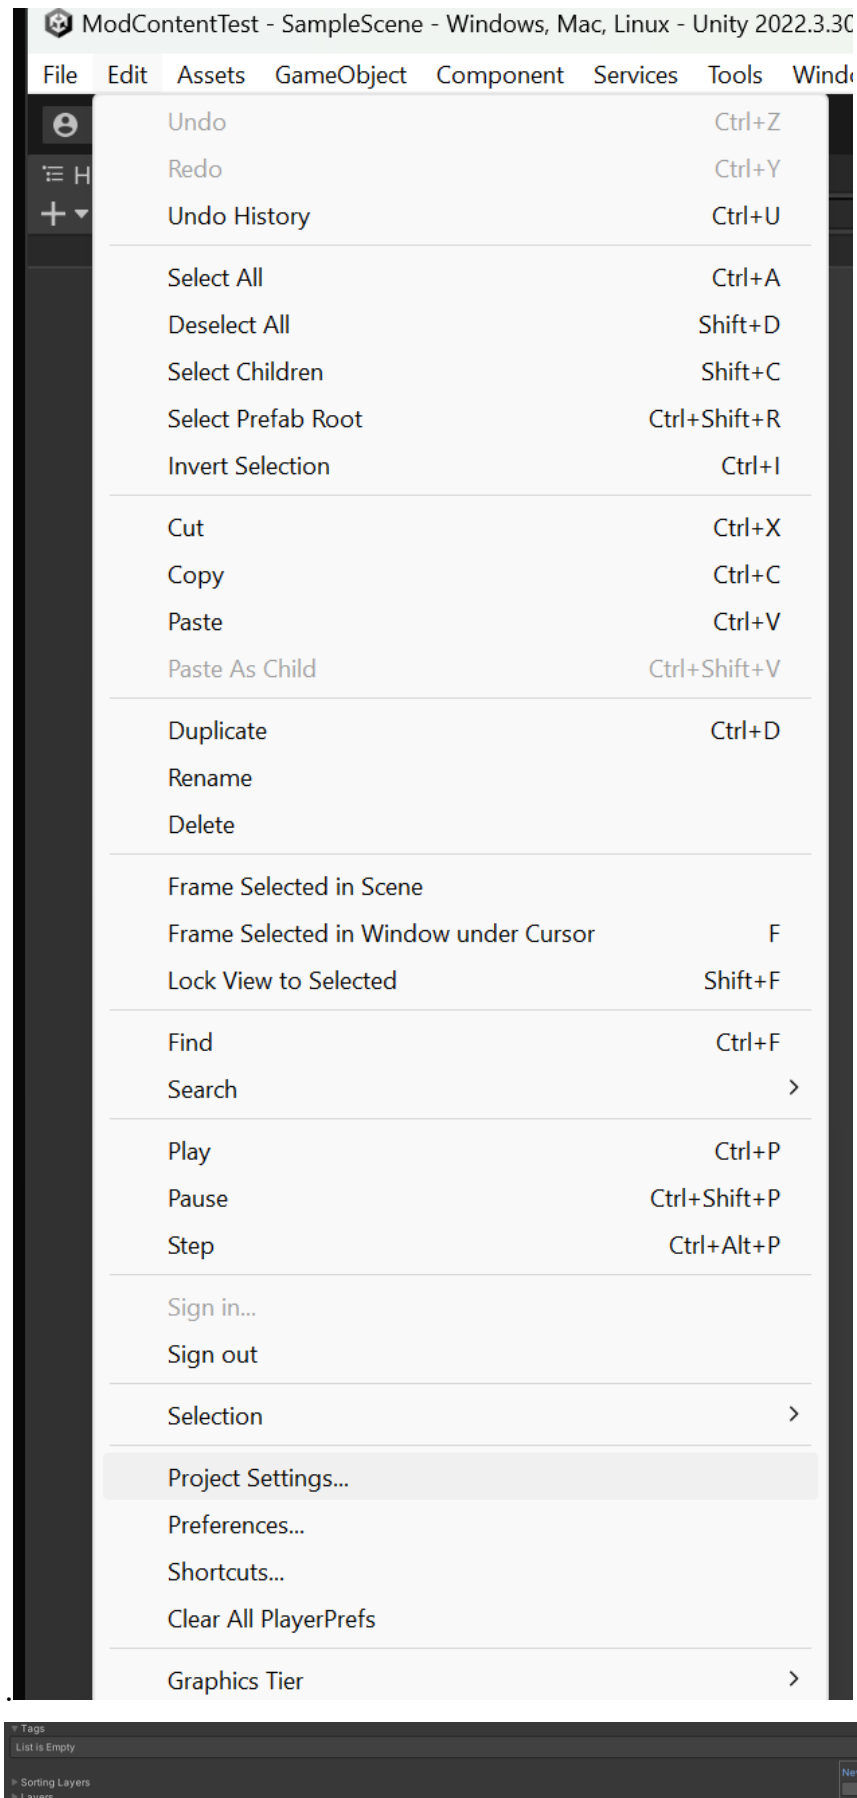 ModContentTest - SampleScene - Windows, Mac, Linux - Unity 2022.3.30
File Edit Assets GameObject Component Services Tools
Undo Ctrl+Z
H
Redo Ctrl+Y
Undo History Ctrl+U
Select All Ctrl+A
Deselect All Shift+D
Select Children Shift+C
Select Prefab Root Ctrl+Shift+R
Invert Selection Ctrl+I
Cut Ctrl+X
Copy Ctrl+C
Paste Ctrl+V
Paste As Child Ctrl+Shift+V
Duplicate Ctrl+D
Rename
Delete
Frame Selected in Scene
Frame Selected in Window under Cursor F
Lock View to Selected Shift+F
Find Ctrl+F
Search >
Play Ctrl+P
Pause Ctrl+Shift+P
Step Ctrl+Alt+P
Sign in...
Sign out
Selection >
Project Settings...
Preferences...
Shortcuts...
Clear All PlayerPrefs
Graphics Tier >
Tags
List is Empty
Sorting Layers
Layers